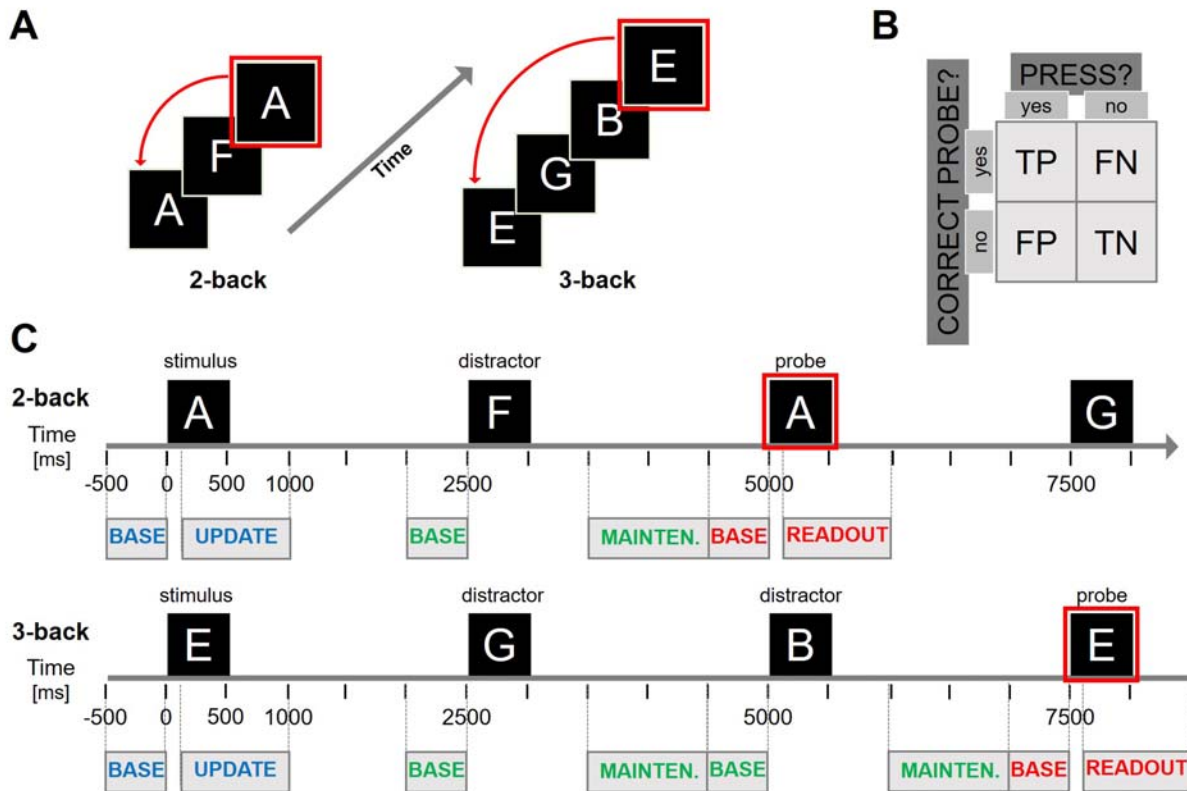 A
A
F
A
2-back
Time
E
G
B
E
3-back
B
PRESS?
yes no
CORRECT PROBE?
yes
no
TP FN
FP TN
C
stimulus distractor probe
2-back
A F A G
Time
[ms]
-500 0 500 1000 2500 5000 7500
BASE UPDATE BASE MAINTEN. BASE READOUT
stimulus distractor distractor probe
3-back
E G B E
Time
[ms]
-500 0 500 1000 2500 5000 7500
BASE UPDATE BASE MAINTEN. BASE MAINTEN. BASE READOUT